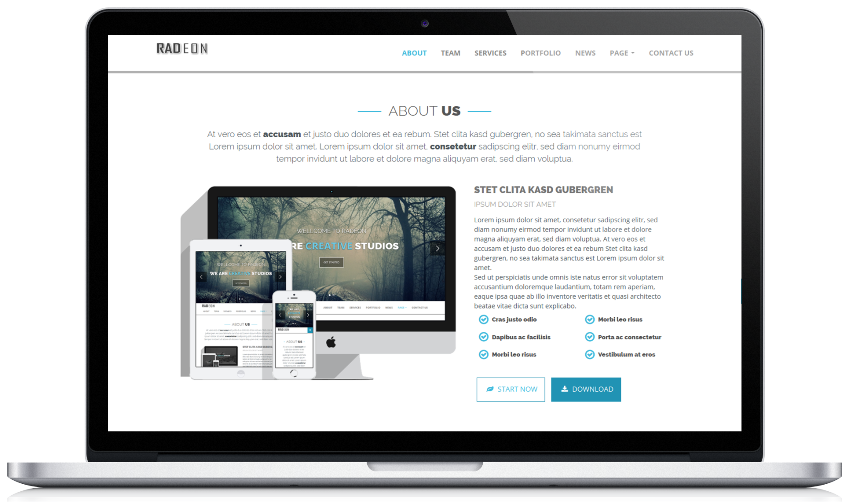 RADEON
ABOUT TEAM SERVICES PORTFOLIO NEWS PAGE CONTACT US
ABOUT US
At vero eos et accusam et justo duo dolores et ea rebum. Stet clita kasd gubergren, no sea takimata sanctus est
Lorem ipsum dolor sit amet. Lorem ipsum dolor sit amet, consetetur sadipscing elitr, sed diam nonumy eirmod
tempor invidunt ut labore et dolore magna aliquyam erat, sed diam voluptua.
WELCOME TO RADEON
RE CREATIVE STUDIOS
WE ARE CREATIVE STUDIOS
RADEON
ABOUT US
ABOUT US
STET CLITA KASD GUBERGREN
IPSUM DOLOR SIT AMET
Lorem ipsum dolor sit amet, consetetur sadipscing elitr, sed diam
nonumy eirmod tempor invidunt ut labore et dolore
magna aliquyam erat, sed diam voluptua. At vero eos et
accusam et justo duo dolores et ea rebum. Stet clita kasd
gubergren, no sea takimata sanctus est Lorem ipsum dolor sit
amet.
Sed ut perspiciatis unde omnis iste natus error sit voluptatem
accusantium doloremque laudantium, totam rem aperiam,
eaque ipsa quae ab illo inventore veritatis et quasi architecto
beatae vitae dicta sunt explicabo.
Cras justo odio
Morbi leo risus
Dapibus ac facilisis
Porta ac consectetur
Morbi leo risus
Vestibulum at eros
START NOW
DOWNLOAD